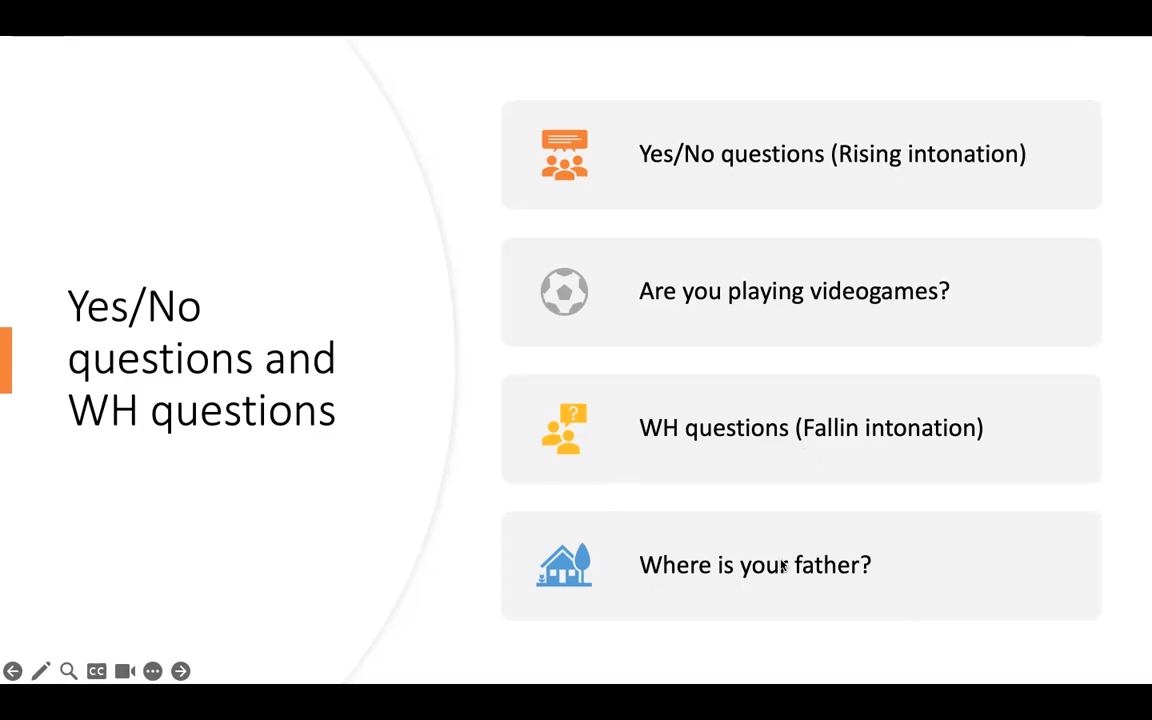 Yes/No
questions and
WH questions
Yes/No questions (Rising intonation)
Are you playing videogames?
WH questions (Fallin intonation)
?
Where is your father?
CC